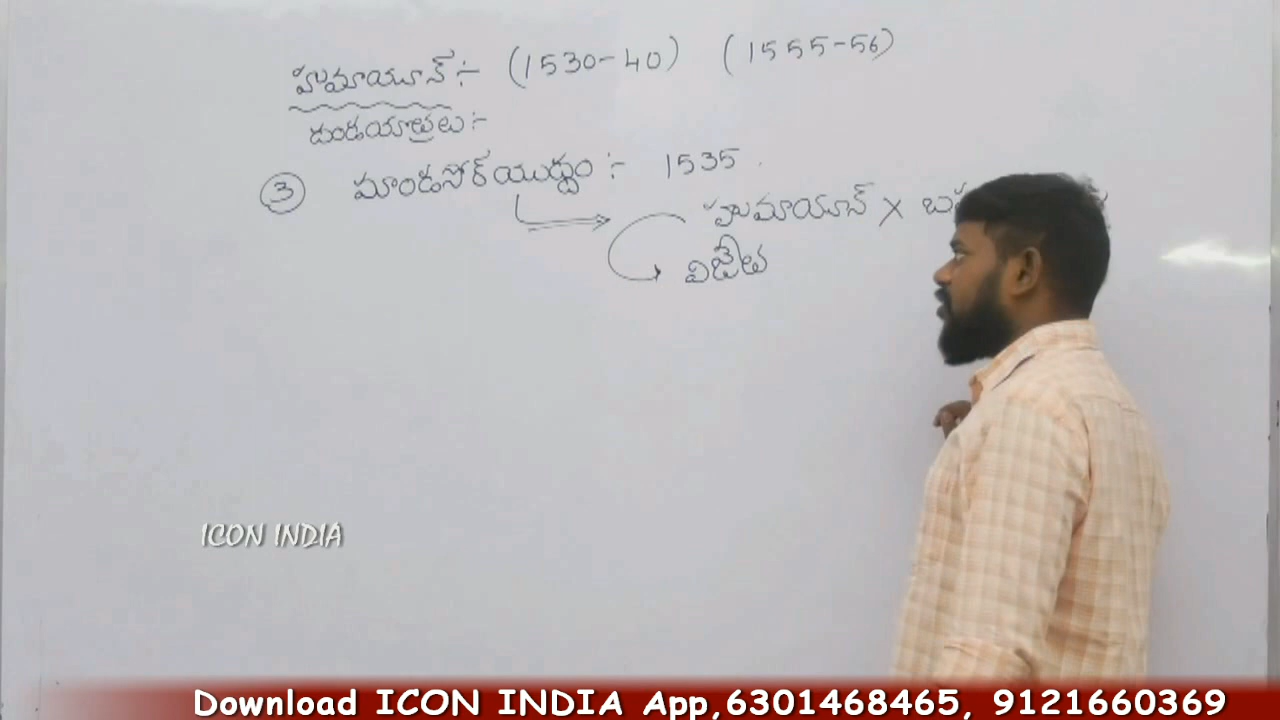 హుమాయూన్ :- (1530-40) (1555-56)
దండయాత్రలు :-
③ మాండసోర్ యుద్ధం :- 1535.
హుమాయూన్ X
విజేత
ICON INDIA
Download ICON INDIA App,6301468465, 9121660369